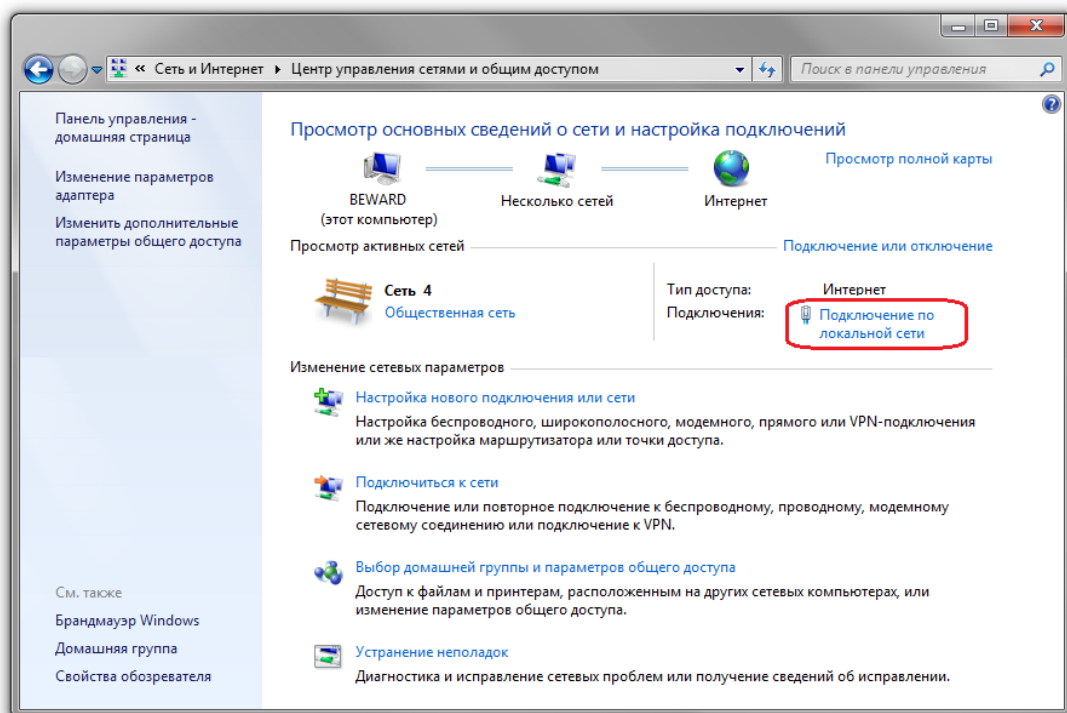 « Сеть и Интернет ▸ Центр управления сетями и общим доступом
Поиск в панели управления
Панель управления -
домашняя страница
Изменение параметров
адаптера
Изменить дополнительные
параметры общего доступа
См. также
Брандмауэр Windows
Домашняя группа
Свойства обозревателя
Просмотр основных сведений о сети и настройка подключений
Просмотр полной карты
BEWARD
(этот компьютер)
Несколько сетей
Интернет
Просмотр активных сетей
Подключение или отключение
Сеть 4
Общественная сеть
Тип доступа: Интернет
Подключения: Подключение по
локальной сети
Изменение сетевых параметров
Настройка нового подключения или сети
Настройка беспроводного, широкополосного, модемного, прямого или VPN-подключения
или же настройка маршрутизатора или точки доступа.
Подключиться к сети
Подключение или повторное подключение к беспроводному, проводному, модемному
сетевому соединению или подключение к VPN.
Выбор домашней группы и параметров общего доступа
Доступ к файлам и принтерам, расположенным на других сетевых компьютерах, или
изменение параметров общего доступа.
Устранение неполадок
Диагностика и исправление сетевых проблем или получение сведений об исправлении.